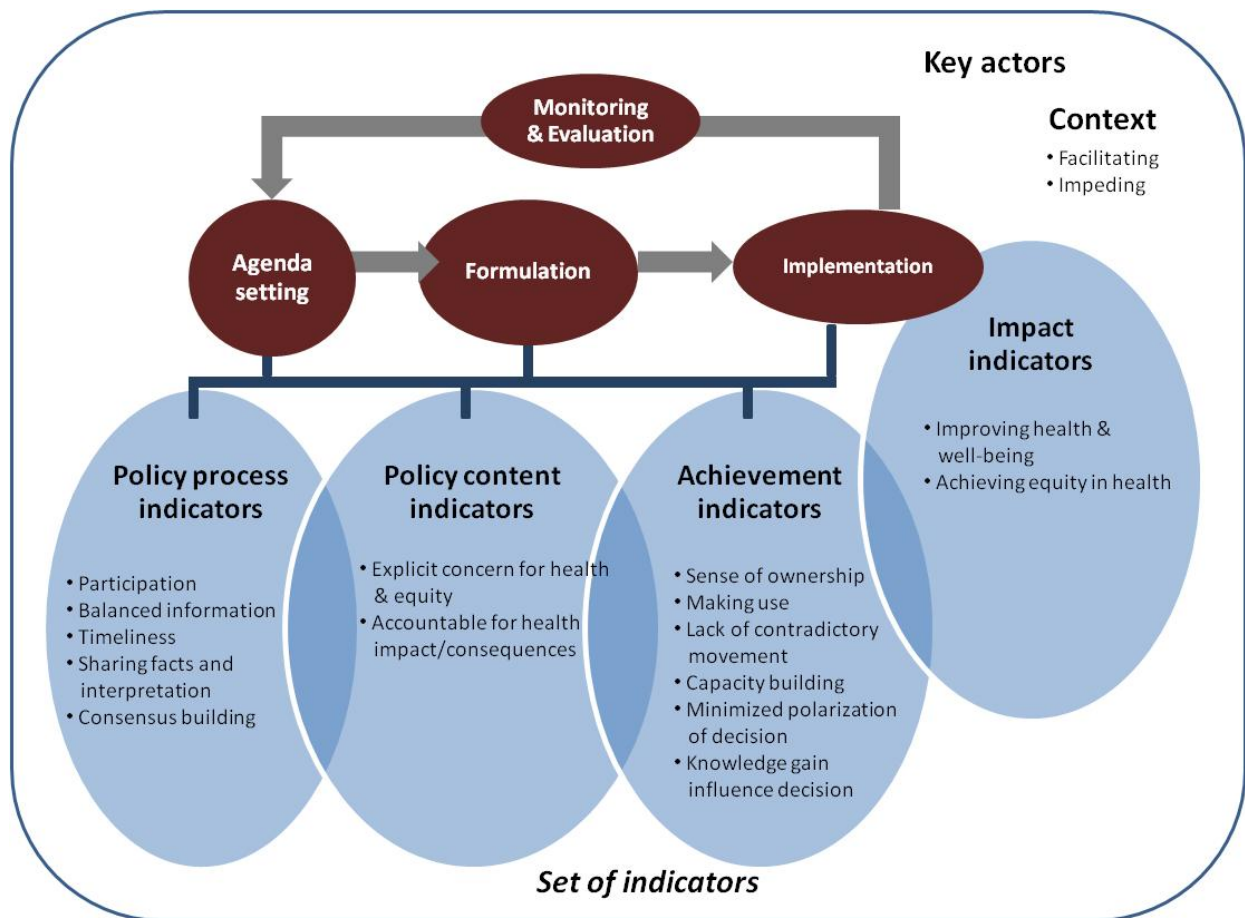 Key actors
Context
• Facilitating
• Impeding
Monitoring
& Evaluation
Agenda
setting
Formulation
Implementation
Impact
indicators
• Improving health &
well-being
• Achieving equity in health
Policy process
indicators
• Participation
• Balanced information
• Timeliness
• Sharing facts and
interpretation
• Consensus building
Policy content
indicators
• Explicit concern for health
& equity
• Accountable for health
impact/consequences
Achievement
indicators
• Sense of ownership
• Making use
• Lack of contradictory
movement
• Capacity building
• Minimized polarization
of decision
• Knowledge gain
influence decision
Set of indicators